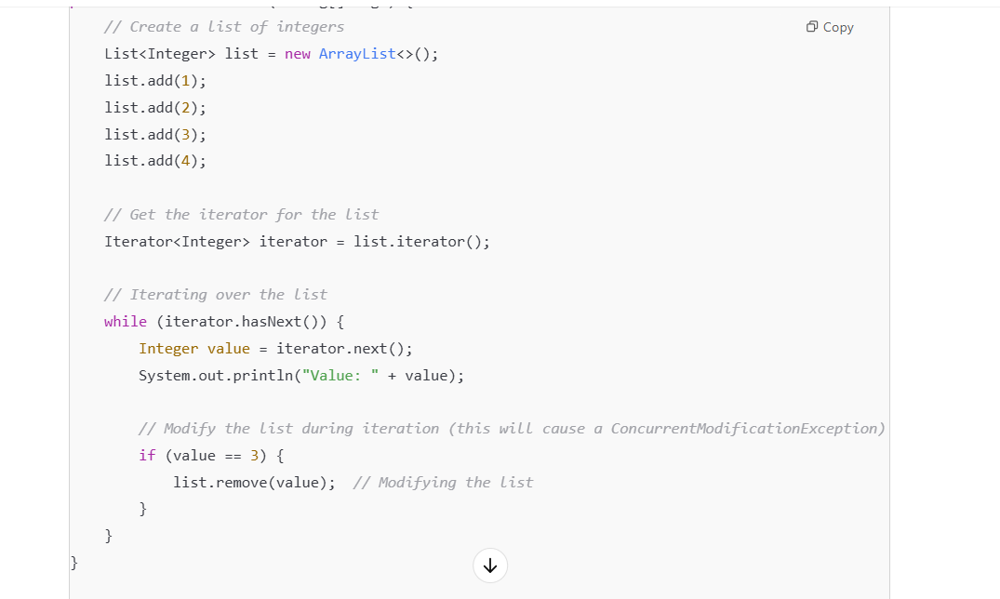 // Create a list of integers
Copy
List<Integer> list = new ArrayList<>();
list.add(1);
list.add(2);
list.add(3);
list.add(4);
// Get the iterator for the list
Iterator<Integer> iterator = list.iterator();
// Iterating over the list
while (iterator.hasNext()) {
Integer value = iterator.next();
System.out.println("Value: " + value);
// Modify the list during iteration (this will cause a ConcurrentModificationException)
if (value == 3) {
list.remove(value);  // Modifying the list
}
}
}